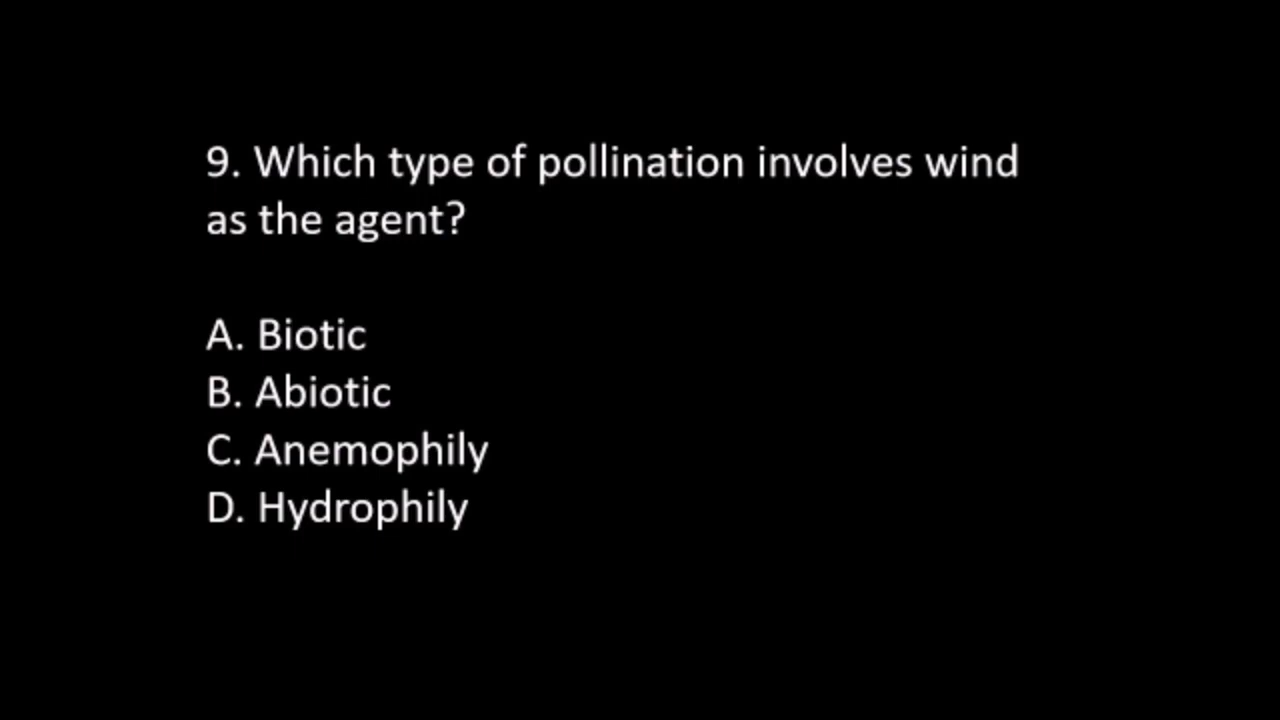 9. Which type of pollination involves wind
as the agent?
A. Biotic
B. Abiotic
C. Anemophily
D. Hydrophily